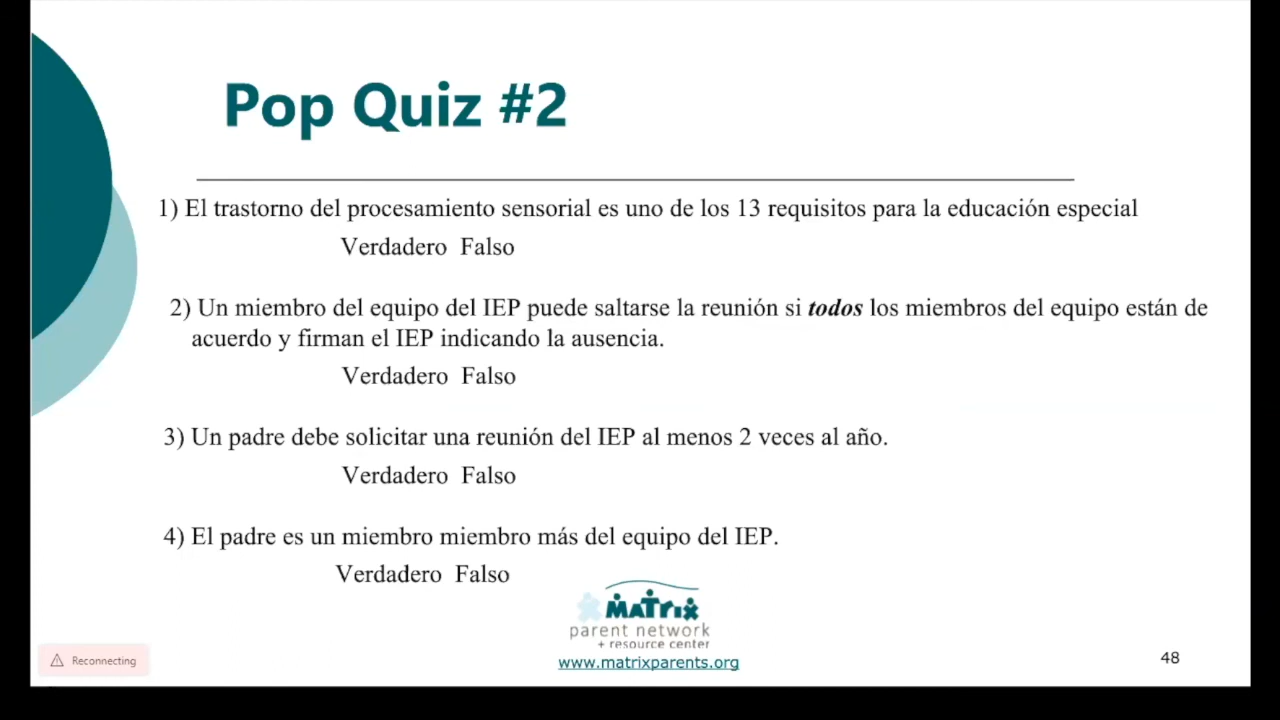 Pop Quiz #2
1) El trastorno del procesamiento sensorial es uno de los 13 requisitos para la educación especial
Verdadero Falso
2) Un miembro del equipo del IEP puede saltarse la reunión si todos los miembros del equipo están de
acuerdo y firman el IEP indicando la ausencia.
Verdadero Falso
3) Un padre debe solicitar una reunión del IEP al menos 2 veces al año.
Verdadero Falso
4) El padre es un miembro miembro más del equipo del IEP.
Verdadero Falso
MATRIX
parent network
+ resource center
www.matrixparents.org
Reconnecting
48